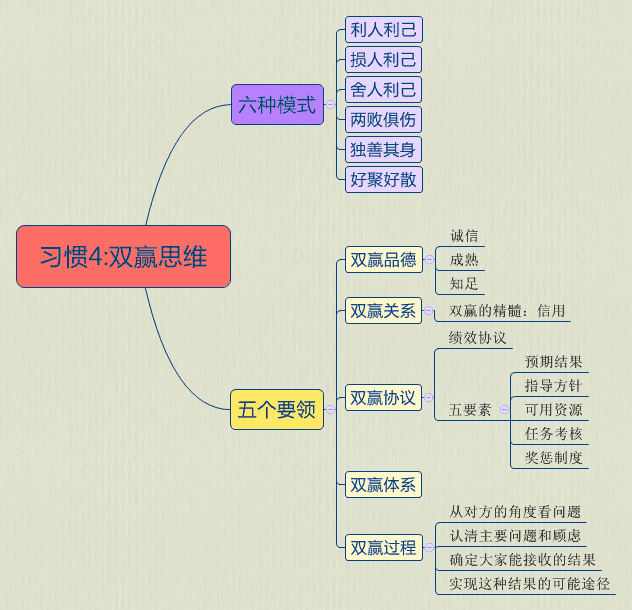 利人利己
损人利己
舍人利己
六种模式
两败俱伤
独善其身
好聚好散
习惯4:双赢思维
五个要领
双赢品德
诚信
成熟
知足
双赢关系
双赢的精髓：信用
双赢协议
绩效协议
五要素
预期结果
指导方针
可用资源
任务考核
奖惩制度
双赢体系
双赢过程
从对方的角度看问题
认清主要问题和顾虑
确定大家能接收的结果
实现这种结果的可能途径